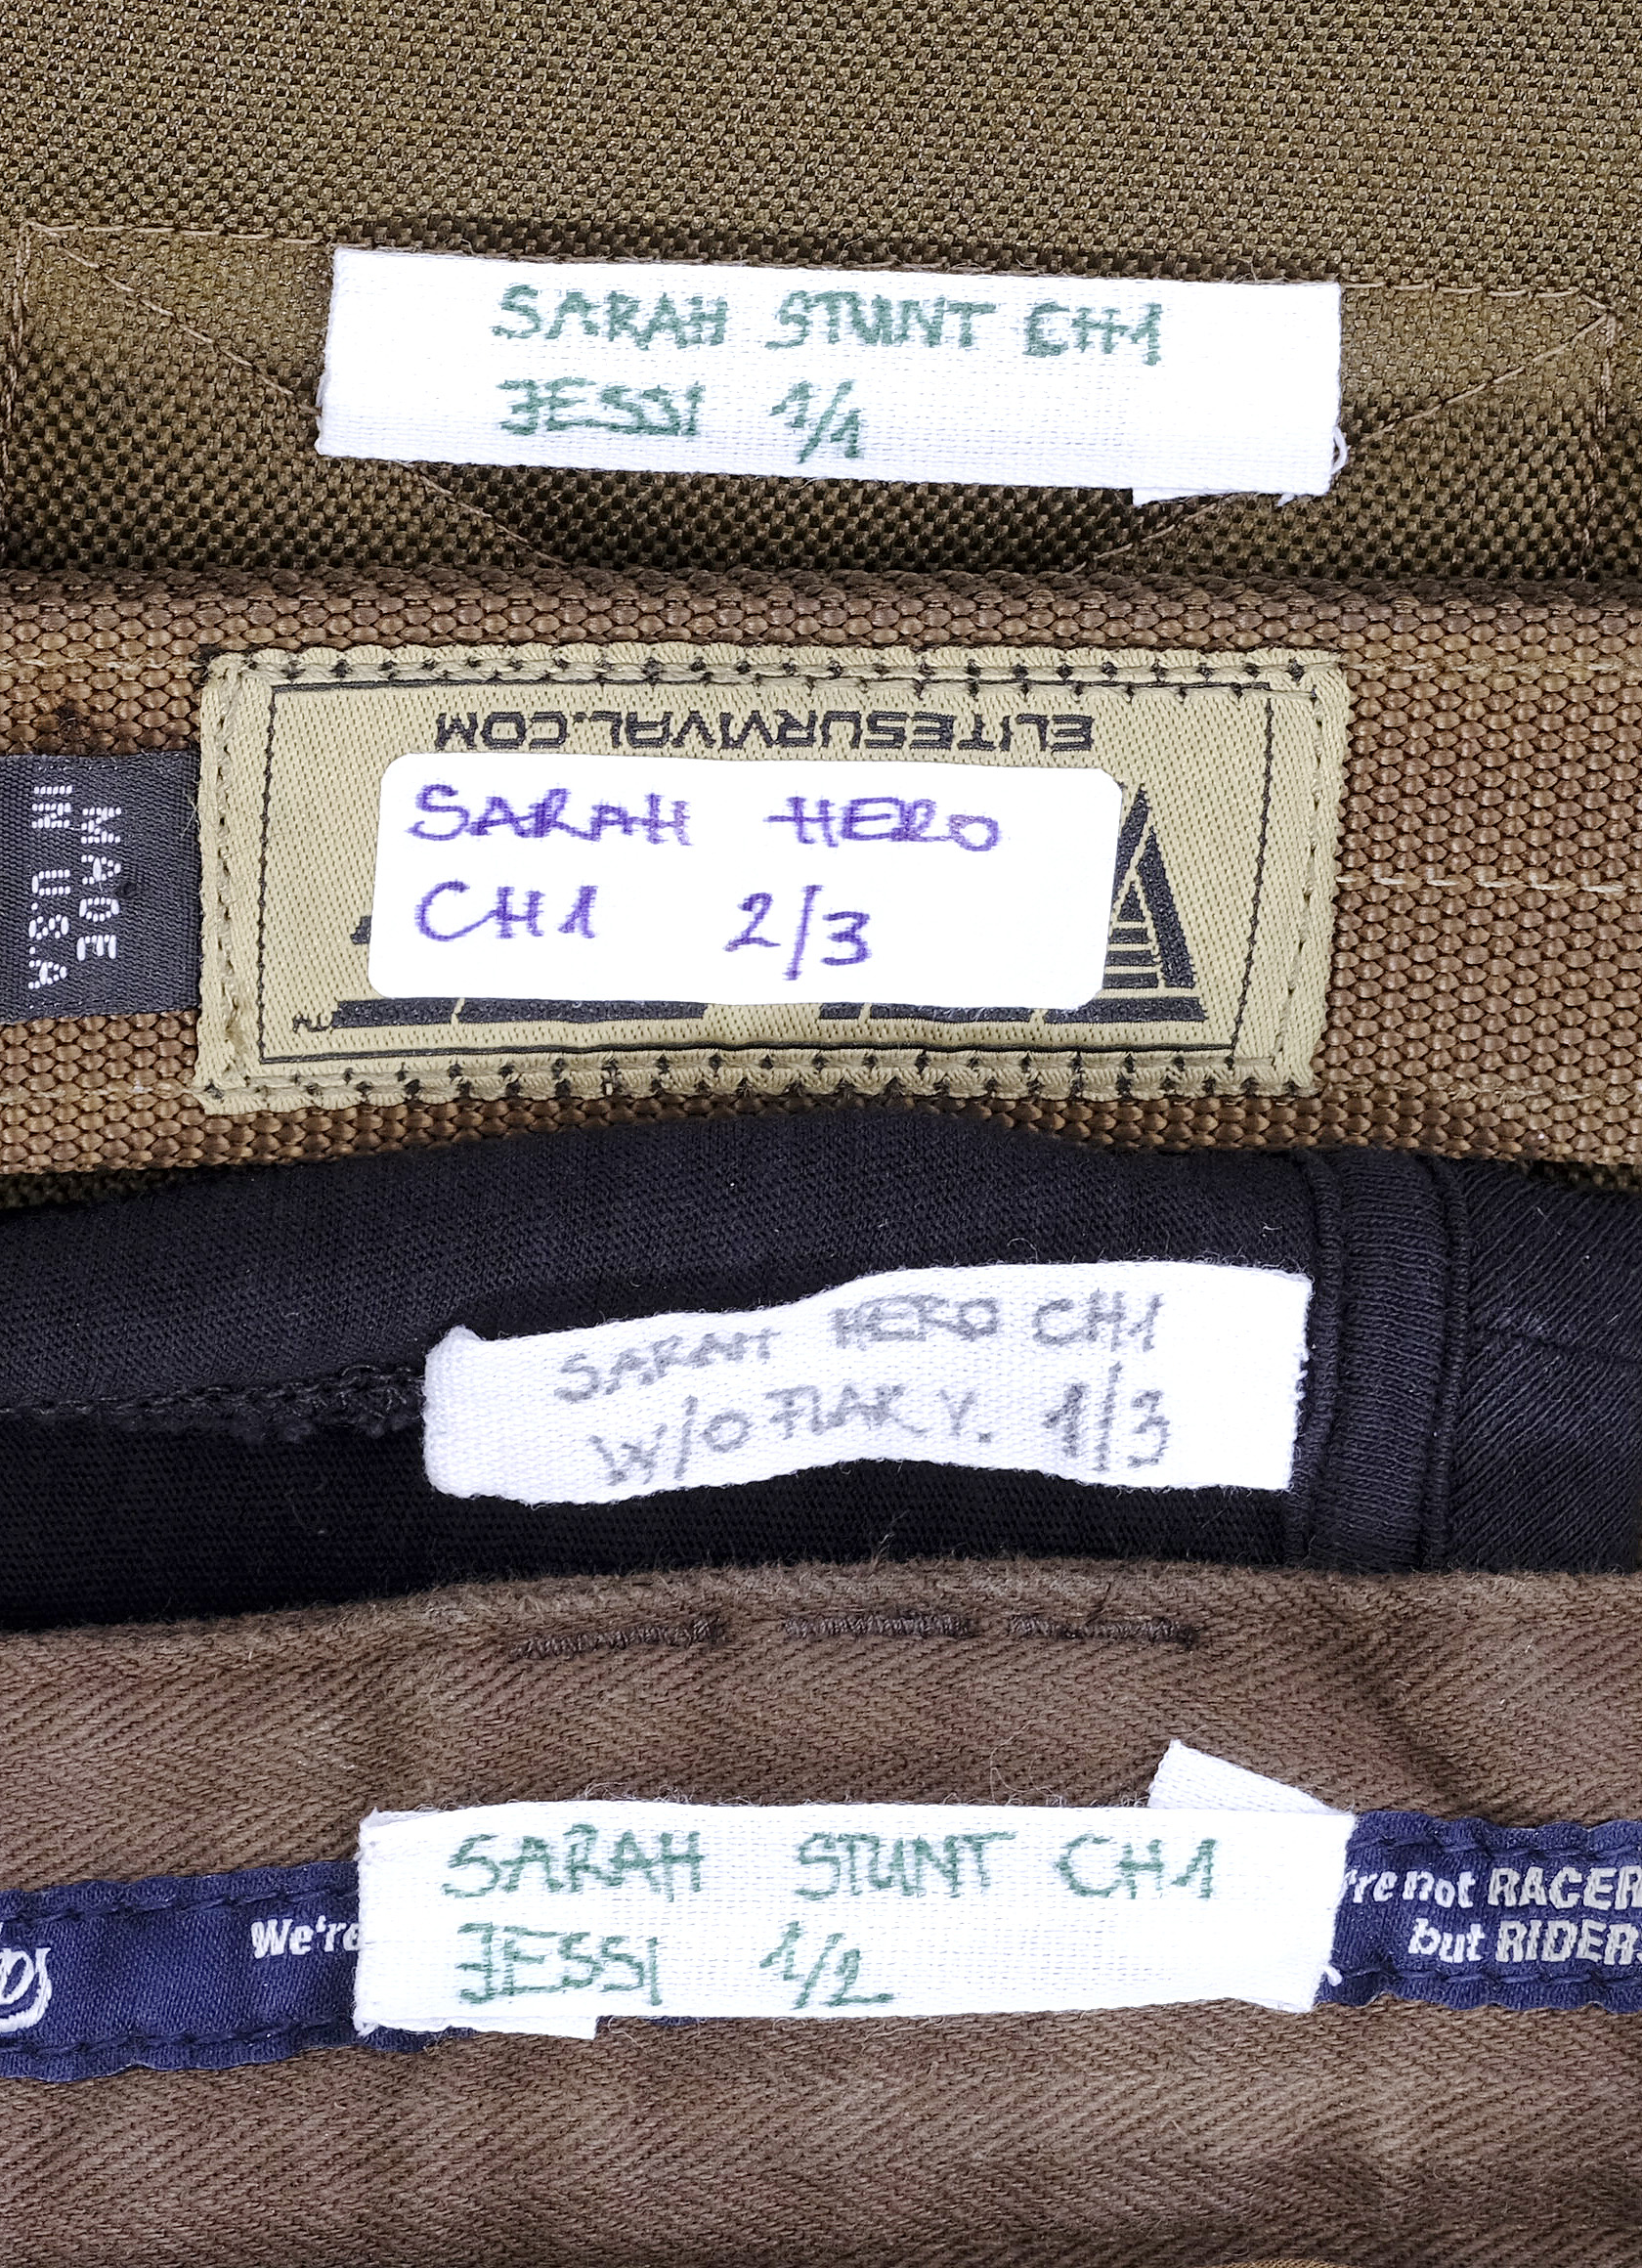 SARAH STUNT CH1
JESSI 1/1
ELITESURVIVAL.COM
MADE
IN U.S.A
SARAH HERO
CH1 2/3
SARAH HERO CH1
W/O FLAK V. 1/3
SARAH STUNT CH1
JESSI 1/2
We're
're not RACER
but RIDER